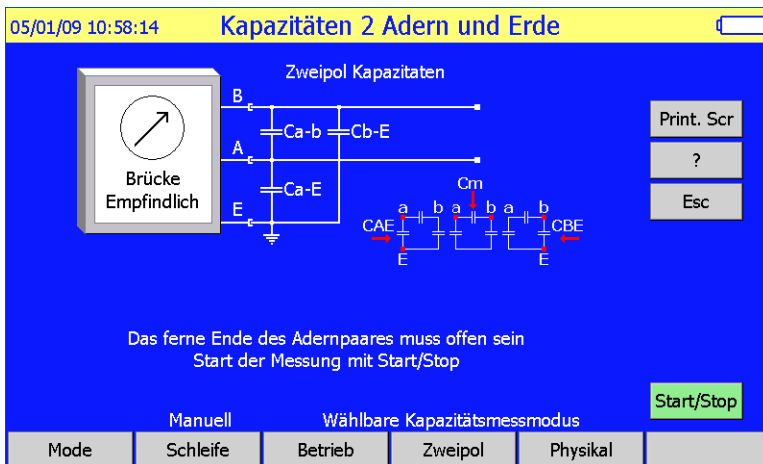 05/01/09 10:58:14 Kapazitäten 2 Adern und Erde
Zweipol Kapazitaten
B
Ca-b Cb-E
A
Ca-E
E
Brücke
Empfindlich
Cm
a b a b a b
CAE CBE
E E
Print. Scr
?
Esc
Das ferne Ende des Adernpaares muss offen sein
Start der Messung mit Start/Stop
Start/Stop
Manuell Wählbare Kapazitätsmessmodus
Mode Schleife Betrieb Zweipol Physikal